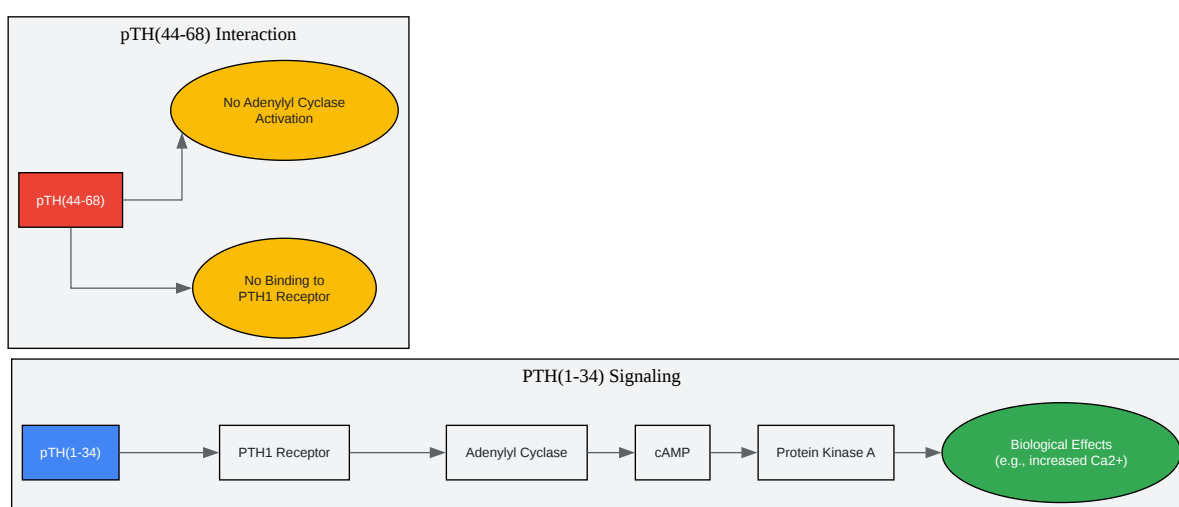 pTH(44-68) Interaction
No Adenylyl Cyclase
Activation
pTH(44-68)
No Binding to
PTH1 Receptor
PTH(1-34) Signaling
pTH(1-34)
PTH1 Receptor
Adenylyl Cyclase
cAMP
Protein Kinase A
Biological Effects
(e.g., increased Ca2+)